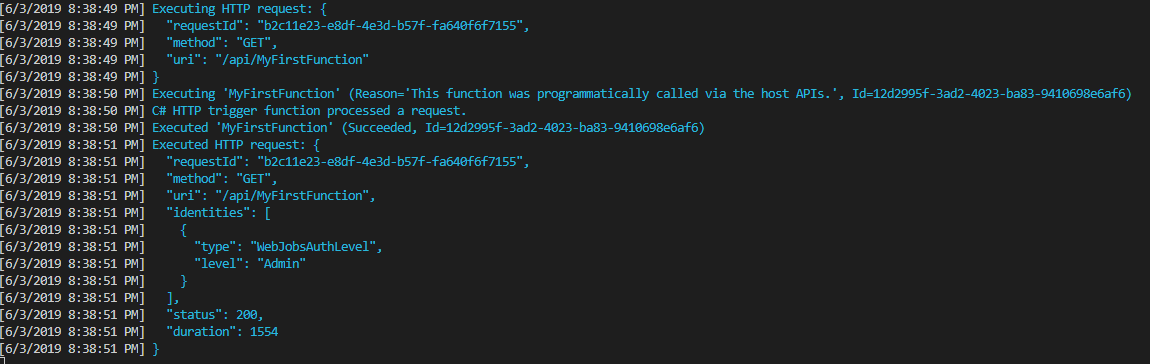 [6/3/2019 8:38:49 PM] Executing HTTP request: {
[6/3/2019 8:38:49 PM]   "requestId": "b2c11e23-e8df-4e3d-b57f-fa640f6f7155",
[6/3/2019 8:38:49 PM]   "method": "GET",
[6/3/2019 8:38:49 PM]   "uri": "/api/MyFirstFunction"
[6/3/2019 8:38:49 PM] }
[6/3/2019 8:38:50 PM] Executing 'MyFirstFunction' (Reason='This function was programmatically called via the host APIs.', Id=12d2995f-3ad2-4023-ba83-9410698e6af6)
[6/3/2019 8:38:50 PM] C# HTTP trigger function processed a request.
[6/3/2019 8:38:50 PM] Executed 'MyFirstFunction' (Succeeded, Id=12d2995f-3ad2-4023-ba83-9410698e6af6)
[6/3/2019 8:38:51 PM] Executed HTTP request: {
[6/3/2019 8:38:51 PM]   "requestId": "b2c11e23-e8df-4e3d-b57f-fa640f6f7155",
[6/3/2019 8:38:51 PM]   "method": "GET",
[6/3/2019 8:38:51 PM]   "uri": "/api/MyFirstFunction",
[6/3/2019 8:38:51 PM]   "identities": [
[6/3/2019 8:38:51 PM]     {
[6/3/2019 8:38:51 PM]       "type": "WebJobsAuthLevel",
[6/3/2019 8:38:51 PM]       "level": "Admin"
[6/3/2019 8:38:51 PM]     }
[6/3/2019 8:38:51 PM]   ],
[6/3/2019 8:38:51 PM]   "status": 200,
[6/3/2019 8:38:51 PM]   "duration": 1554
[6/3/2019 8:38:51 PM] }